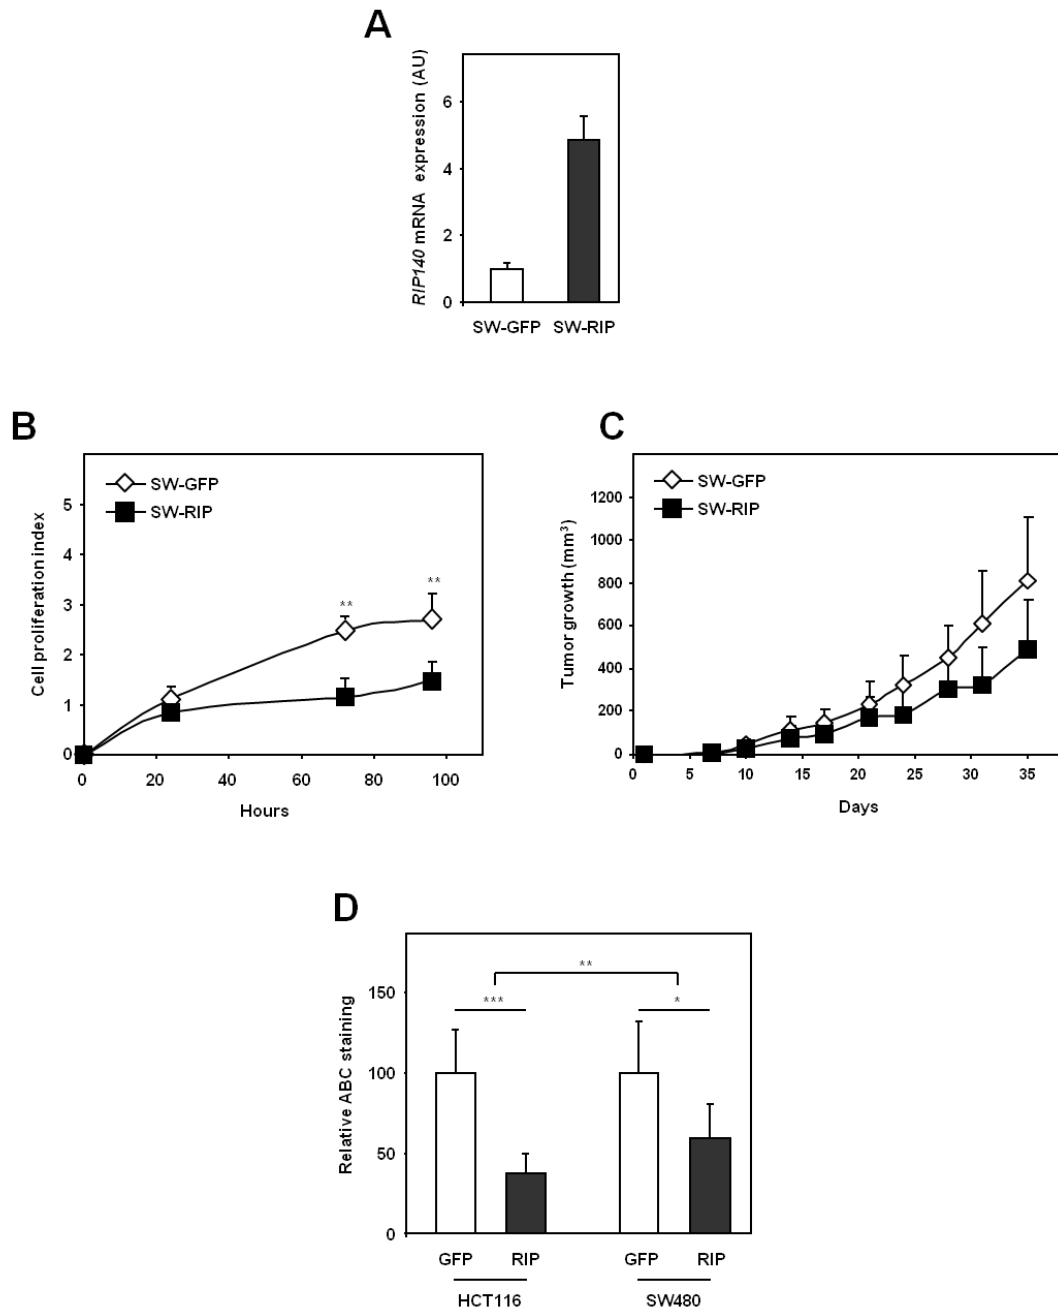 A
RIP140 mRNA expression (AU)
6
4
2
0
SW-GFP SW-RIP
B
Cell proliferation index
SW-GFP
SW-RIP
5
4
3
2
1
0
**
**
0 20 40 60 80 100
Hours
C
Tumor growth (mm³)
SW-GFP
SW-RIP
1200
1000
800
600
400
200
0
0 5 10 15 20 25 30 35
Days
D
Relative ABC staining
150
100
50
0
**
***
*
GFP RIP GFP RIP
HCT116 SW480